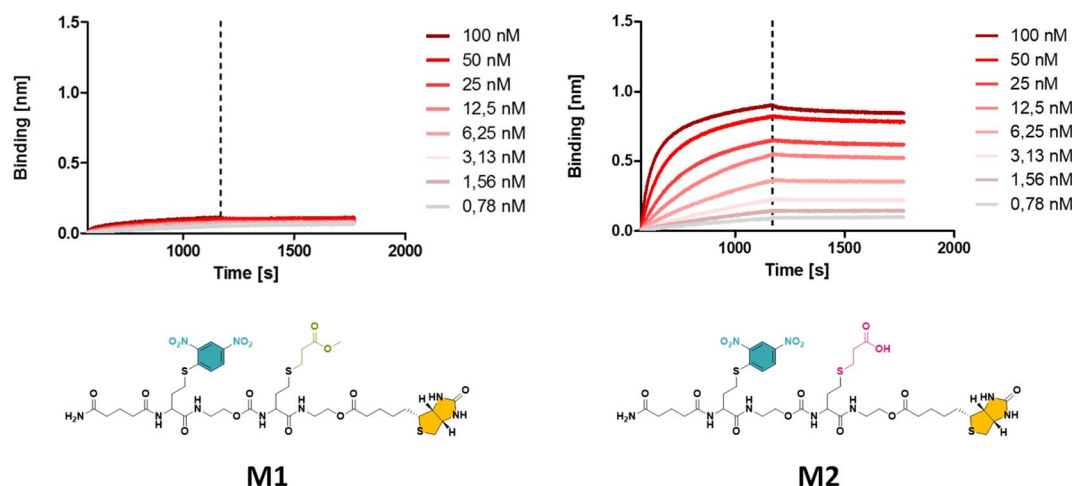 1.5
1.0
0.5
0.0
Binding [nm]
1000
1500
2000
Time [s]
100 nM
50 nM
25 nM
12,5 nM
6,25 nM
3,13 nM
1,56 nM
0,78 nM
1.5
1.0
0.5
0.0
Binding [nm]
1000
1500
2000
Time [s]
100 nM
50 nM
25 nM
12,5 nM
6,25 nM
3,13 nM
1,56 nM
0,78 nM
O₂N
NO₂
O
O
S
S
O
O
O
O
O
H₂N
N
H
O
H
N
O
N
H
O
H
N
O
H
HN
O
NH
S
H
M1
O₂N
NO₂
O
OH
S
S
O
O
O
O
O
H₂N
N
H
O
H
N
O
N
H
O
H
N
O
H
HN
O
NH
S
H
M2